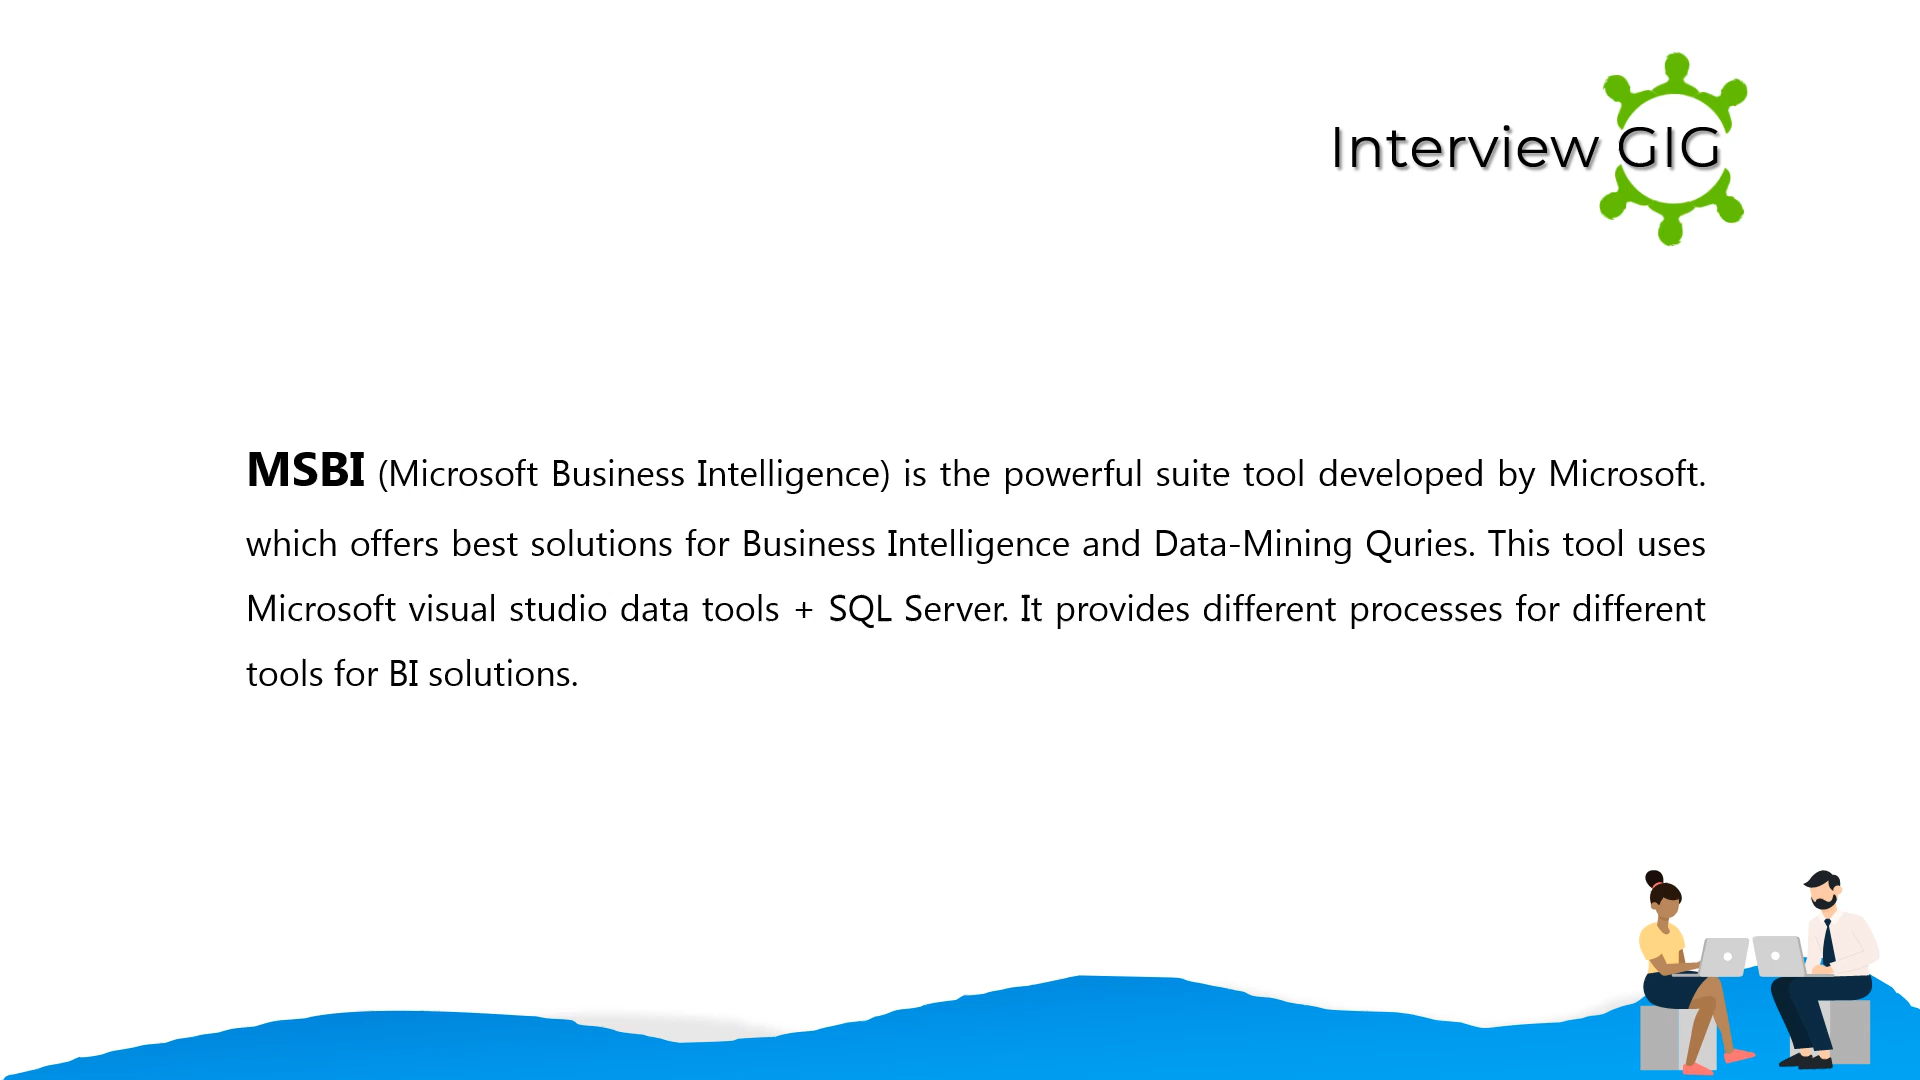 Interview GIG
MSBI (Microsoft Business Intelligence) is the powerful suite tool developed by Microsoft.
which offers best solutions for Business Intelligence and Data-Mining Quries. This tool uses
Microsoft visual studio data tools + SQL Server. It provides different processes for different
tools for BI solutions.